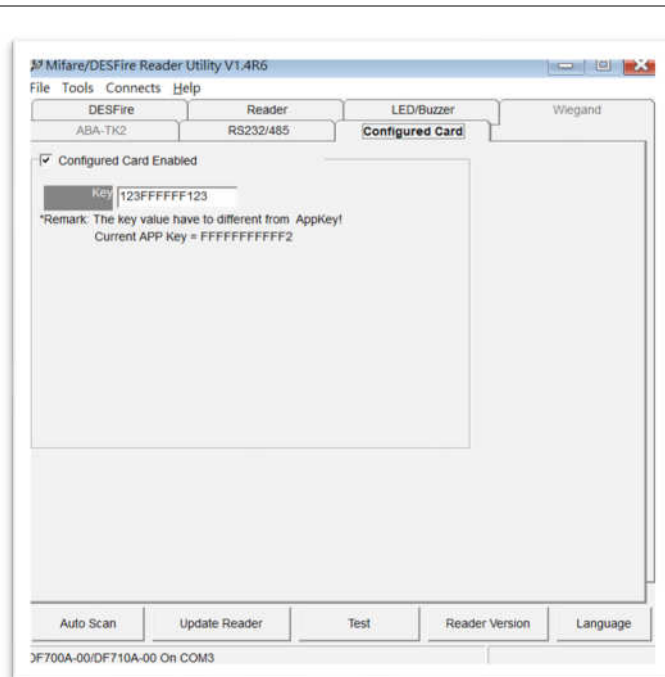 Mifare/DESFire Reader Utility V1.4R6
File Tools Connects Help
DESFire Reader LED/Buzzer Wiegand
ABA-TK2 RS232/485 Configured Card
Configured Card Enabled
Key 123FFFFFF123
*Remark: The key value have to different from AppKey!
Current APP Key = FFFFFFFFFFF2
Auto Scan Update Reader Test Reader Version Language
DF700A-00/DF710A-00 On COM3